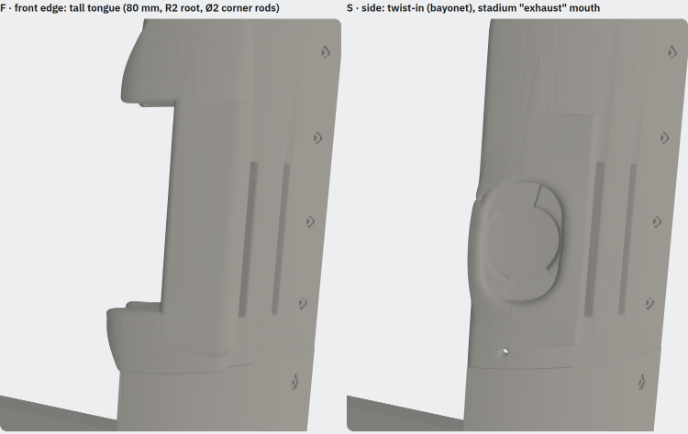 F · front edge: tall tongue (80 mm, R2 root, Ø2 corner rods)
S · side: twist-in (bayonet), stadium "exhaust" mouth